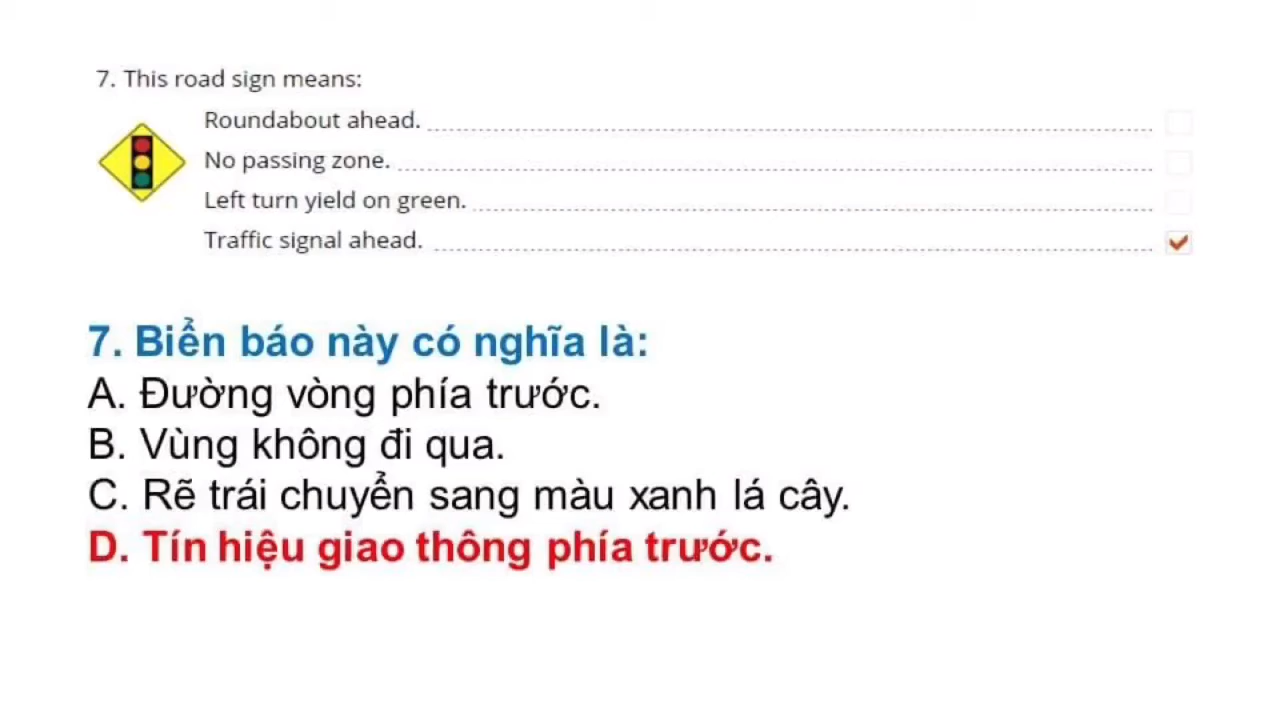 7. This road sign means:
Roundabout ahead.
No passing zone.
Left turn yield on green.
Traffic signal ahead.
7. Biển báo này có nghĩa là:
A. Đường vòng phía trước.
B. Vùng không đi qua.
C. Rẽ trái chuyển sang màu xanh lá cây.
D. Tín hiệu giao thông phía trước.